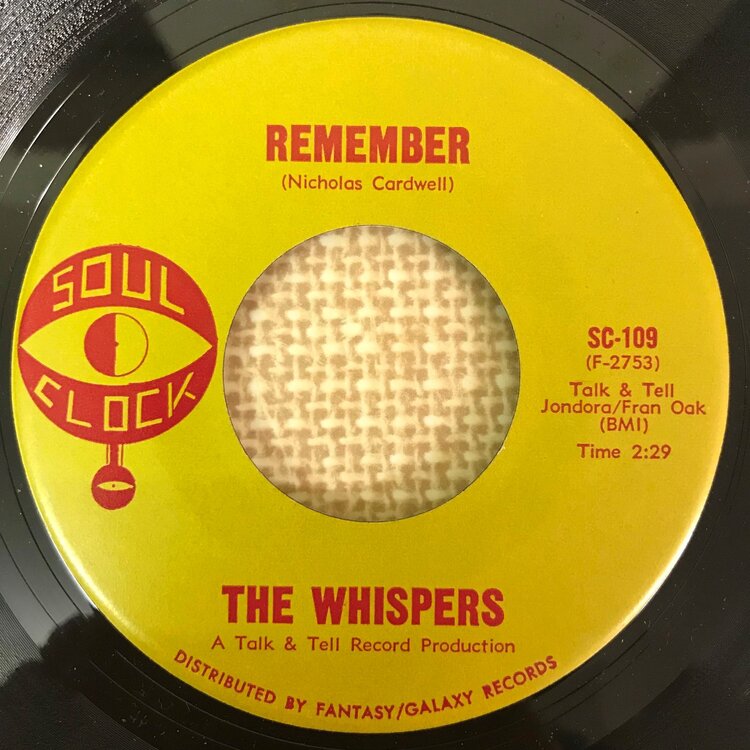 REMEMBER
(Nicholas Cardwell)
SOUL
CLOCK
SC-109
(F-2753)
Talk & Tell
Jondora/Fran Oak
(BMI)
Time 2:29
THE WHISPERS
A Talk & Tell Record Production
DISTRIBUTED BY FANTASY/GALAXY RECORDS